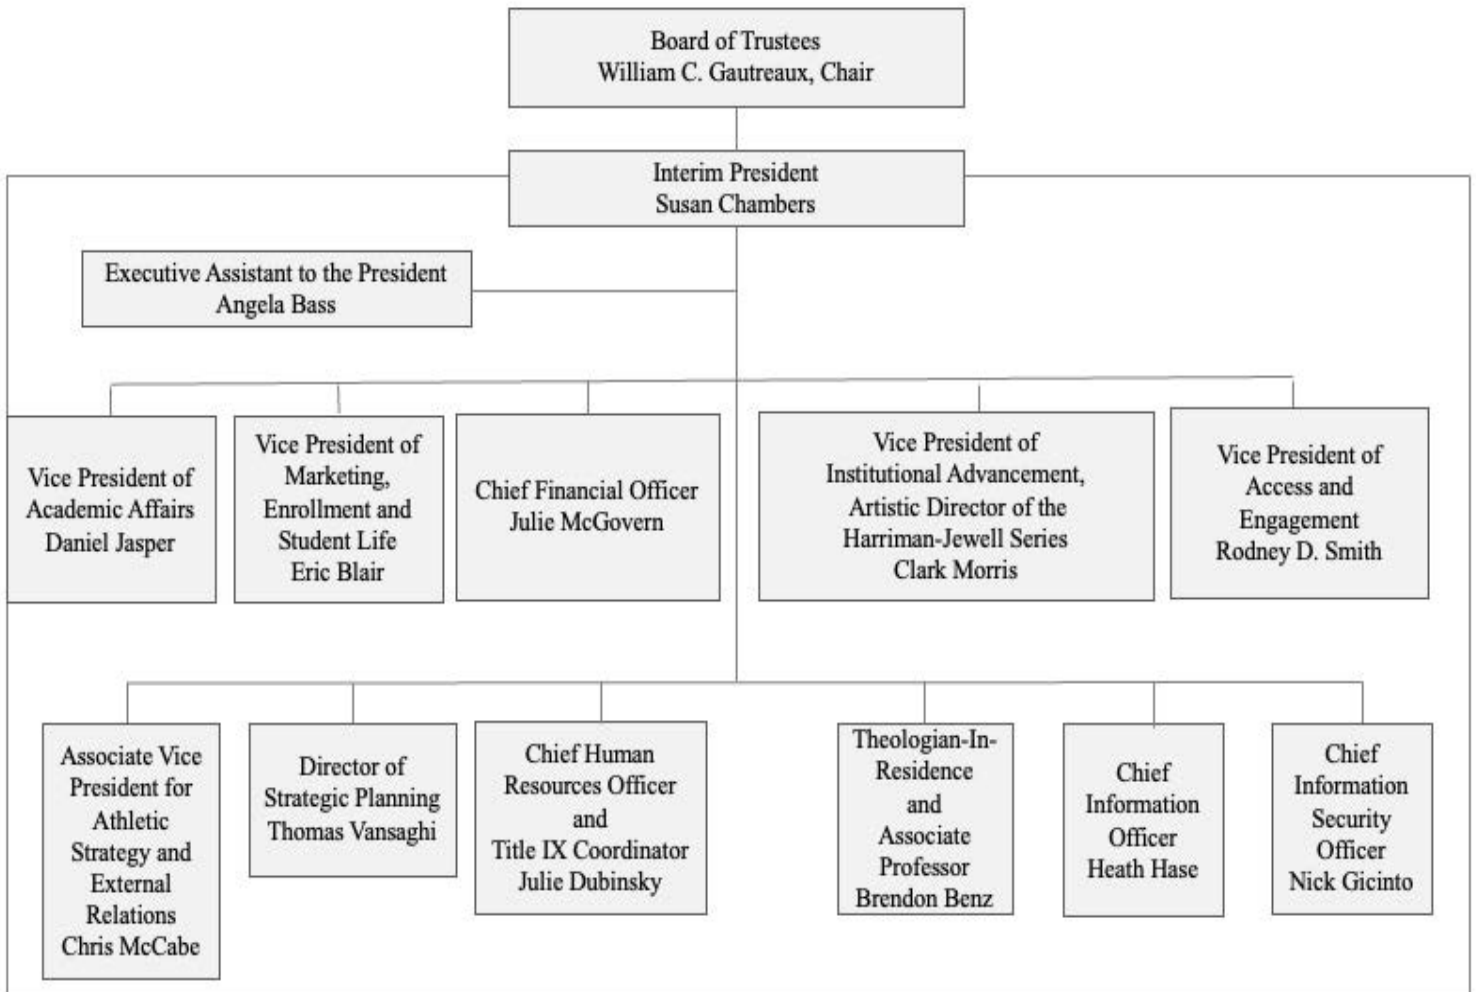 Board of Trustees
William C. Gautreaux, Chair
Interim President
Susan Chambers
Executive Assistant to the President
Angela Bass
Vice President of
Academic Affairs
Daniel Jasper
Vice President of
Marketing,
Enrollment and
Student Life
Eric Blair
Chief Financial Officer
Julie McGovern
Vice President of
Institutional Advancement,
Artistic Director of the
Harriman-Jewell Series
Clark Morris
Vice President of
Access and
Engagement
Rodney D. Smith
Associate Vice
President for
Athletic
Strategy and
External
Relations
Chris McCabe
Director of
Strategic Planning
Thomas Vansaghi
Chief Human
Resources Officer
and
Title IX Coordinator
Julie Dubinsky
Theologian-In-
Residence
and
Associate
Professor
Brendon Benz
Chief
Information
Officer
Heath Hase
Chief
Information
Security
Officer
Nick Gicinto